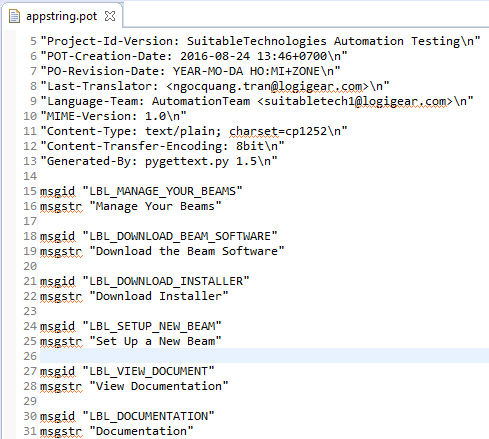 appstring.pot
5 "Project-Id-Version: SuitableTechnologies Automation Testing\n"
6 "POT-Creation-Date: 2016-08-24 13:46+0700\n"
7 "PO-Revision-Date: YEAR-MO-DA HO:MI+ZONE\n"
8 "Last-Translator: <ngocquang.tran@logigear.com>\n"
9 "Language-Team: AutomationTeam <suitabletech1@logigear.com>\n"
10 "MIME-Version: 1.0\n"
11 "Content-Type: text/plain; charset=cp1252\n"
12 "Content-Transfer-Encoding: 8bit\n"
13 "Generated-By: pygettext.py 1.5\n"
14
15 msgid "LBL_MANAGE_YOUR_BEAMS"
16 msgstr "Manage Your Beams"
17
18 msgid "LBL_DOWNLOAD_BEAM_SOFTWARE"
19 msgstr "Download the Beam Software"
20
21 msgid "LBL_DOWNLOAD_INSTALLER"
22 msgstr "Download Installer"
23
24 msgid "LBL_SETUP_NEW_BEAM"
25 msgstr "Set Up a New Beam"
26
27 msgid "LBL_VIEW_DOCUMENT"
28 msgstr "View Documentation"
29
30 msgid "LBL_DOCUMENTATION"
31 msgstr "Documentation"